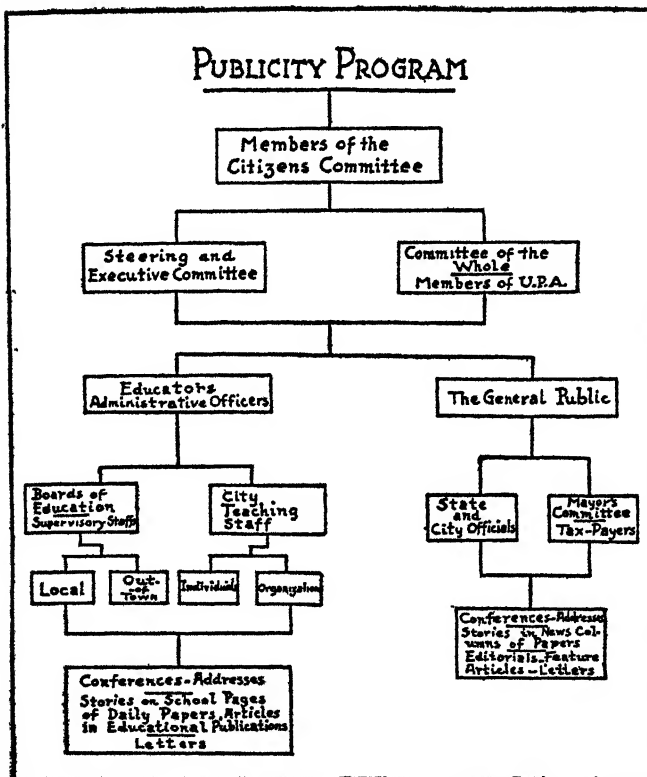 PUBLICITY PROGRAM
Members of the
Citizens Committee
Steering and
Executive Committee
Committee of the
Whole
Members of U.P.A.
Educators
Administrative Officers
The General Public
Boards of
Education
Supervisory Staffs
City
Teaching
Staff
State
and
City Officials
Mayor's
Committee
Tax-Payers
Local
Out-
of
Town
Individuals
Organization
Conferences-Addresses
Stories in News Col-
umns of Papers
Editorials-Feature
Articles-Letters
Conferences-Addresses
Stories on School Pages
of Daily Papers, Articles
in Educational Publications
Letters